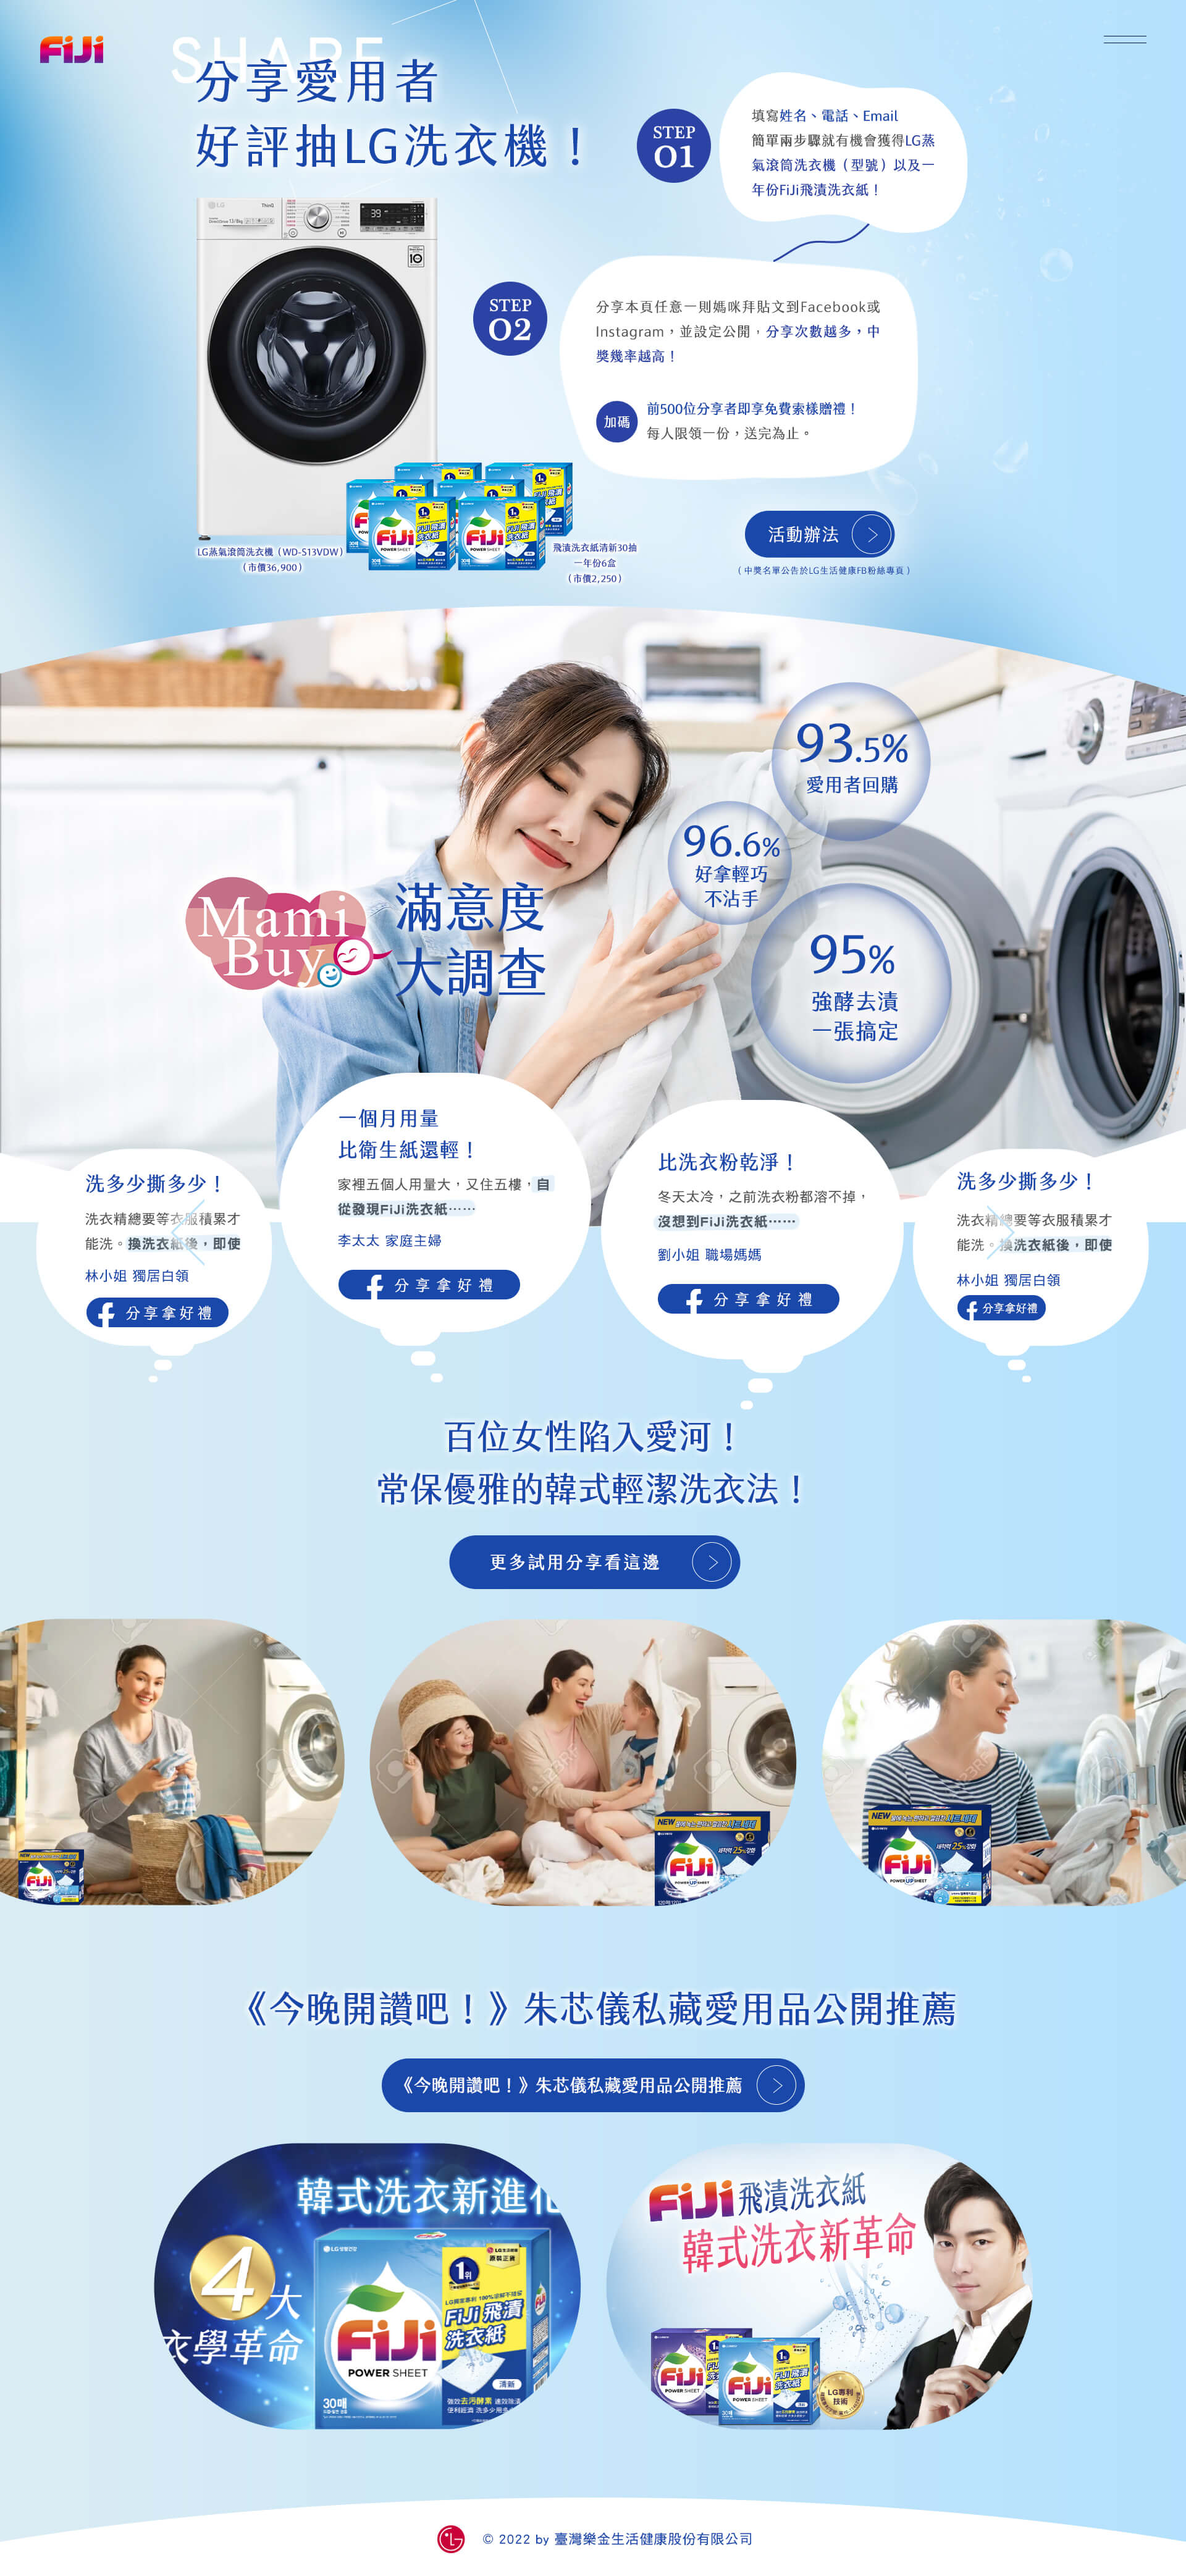 FiJi
SHARE
分享愛用者
好評抽LG洗衣機！
STEP
01
填寫姓名、電話、Email
簡單兩步驟就有機會獲得LG蒸
氣滾筒洗衣機（型號）以及一
年份FiJi飛漬洗衣紙！
STEP
02
分享本頁任意一則媽咪拜貼文到Facebook或
Instagram，並設定公開，分享次數越多，中
獎幾率越高！
加碼
前500位分享者即享免費索樣贈禮！
每人限領一份，送完為止。
LG蒸氣滾筒洗衣機（WD-S13VDW）
（市價36,900）
飛漬洗衣紙清新30抽
一年份6盒
（市價2,250）
活動辦法
（中獎名單公告於LG生活健康FB粉絲專頁）
93.5%
愛用者回購
96.6%
好拿輕巧
不沾手
95%
強酵去漬
一張搞定
Mami
Buy
滿意度
大調查
洗多少撕多少！
洗衣精總要等衣服積累才
能洗。換洗衣紙後，即使
林小姐 獨居白領
分享拿好禮
一個月用量
比衛生紙還輕！
家裡五個人用量大，又住五樓，自
從發現FiJi洗衣紙⋯⋯
李太太 家庭主婦
分享拿好禮
比洗衣粉乾淨！
冬天太冷，之前洗衣粉都溶不掉，
沒想到FiJi洗衣紙⋯⋯
劉小姐 職場媽媽
分享拿好禮
洗多少撕多少！
洗衣精總要等衣服積累才
能洗。換洗衣紙後，即使
林小姐 獨居白領
分享拿好禮
百位女性陷入愛河！
常保優雅的韓式輕潔洗衣法！
更多試用分享看這邊
《今晚開讚吧！》朱芯儀私藏愛用品公開推薦
《今晚開讚吧！》朱芯儀私藏愛用品公開推薦
韓式洗衣新進化
4大
衣學革命
FiJi
POWER SHEET
FiJi 飛漬
洗衣紙
清新
30매
FiJi飛漬洗衣紙
韓式洗衣新革命
LG專利
技術
© 2022 by 臺灣樂金生活健康股份有限公司